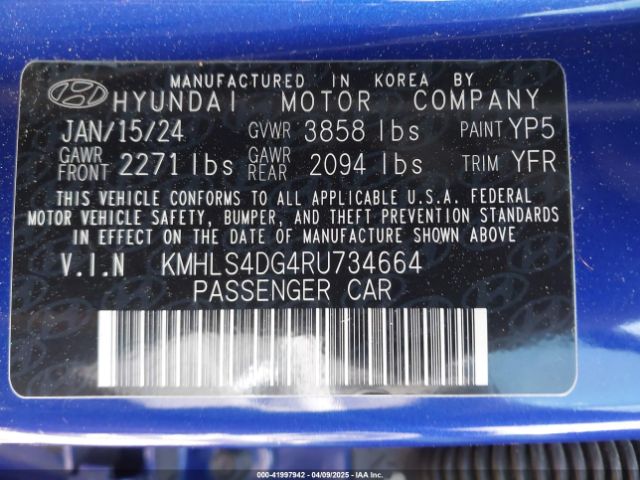 MANUFACTURED IN KOREA BY
HYUNDAI MOTOR COMPANY
JAN/15/24 GVWR 3858 lbs PAINT YP5
GAWR FRONT 2271 lbs GAWR REAR 2094 lbs TRIM YFR
THIS VEHICLE CONFORMS TO ALL APPLICABLE U.S.A. FEDERAL
MOTOR VEHICLE SAFETY, BUMPER, AND THEFT PREVENTION STANDARDS
IN EFFECT ON THE DATE OF MANUFACTURE SHOWN ABOVE
V.I.N KMHLS4DG4RU734664
PASSENGER CAR
000-41997942 04/09/2025 IAAI.COM